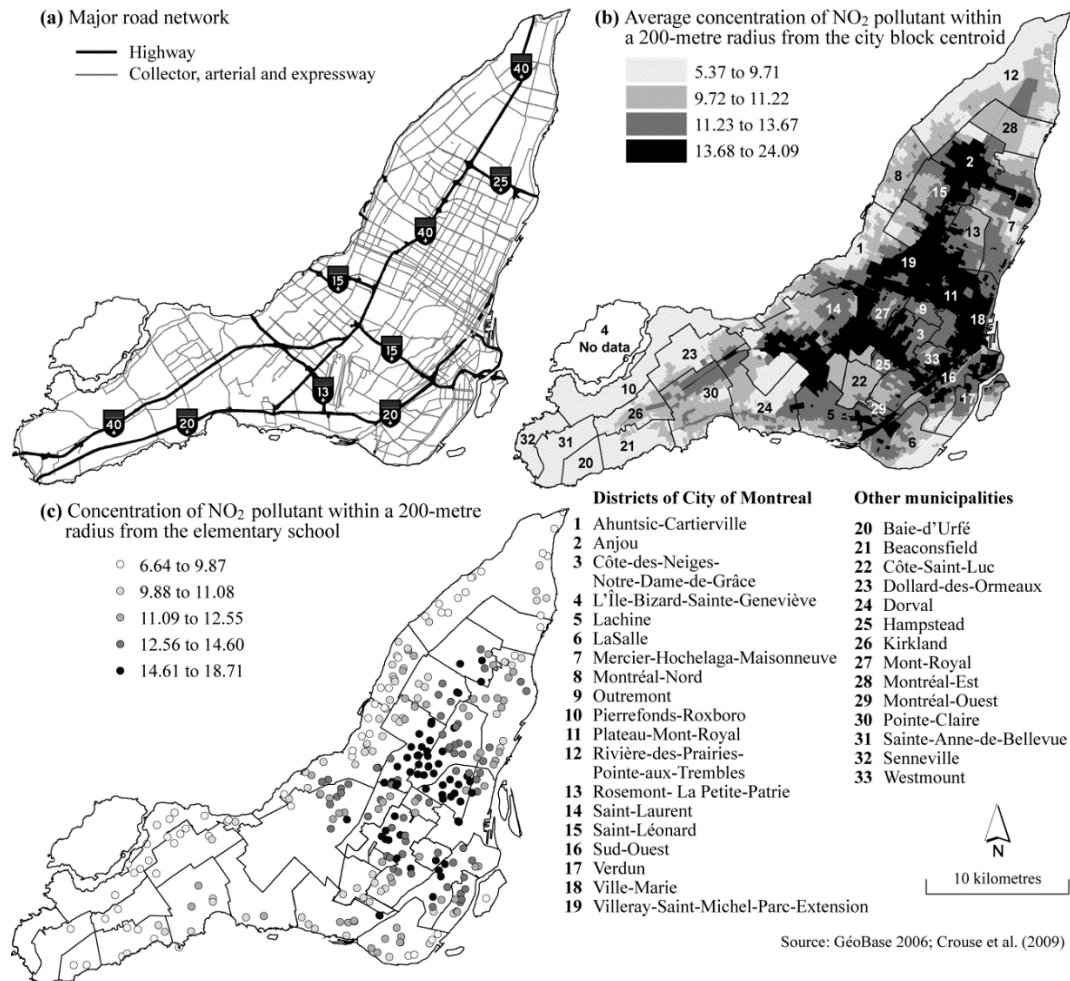 (a) Major road network
Highway
Collector, arterial and expressway
40
25
40
15
15
13
20
40
20
(b) Average concentration of NO₂ pollutant within
a 200-metre radius from the city block centroid
5.37 to 9.71
9.72 to 11.22
11.23 to 13.67
13.68 to 24.09
12
28
2
8
15
13
7
1
19
11
14
27
9
18
3
4
No data
33
23
25
16
22
10
30
17
24
29
26
5
6
32
31
21
20
(c) Concentration of NO₂ pollutant within a 200-metre
radius from the elementary school
6.64 to 9.87
9.88 to 11.08
11.09 to 12.55
12.56 to 14.60
14.61 to 18.71
Districts of City of Montreal
1 Ahuntsic-Cartierville
2 Anjou
3 Côte-des-Neiges-
Notre-Dame-de-Grâce
4 L'Île-Bizard-Sainte-Geneviève
5 Lachine
6 LaSalle
7 Mercier-Hochelaga-Maisonneuve
8 Montréal-Nord
9 Outremont
10 Pierrefonds-Roxboro
11 Plateau-Mont-Royal
12 Rivière-des-Prairies-
Pointe-aux-Trembles
13 Rosemont- La Petite-Patrie
14 Saint-Laurent
15 Saint-Léonard
16 Sud-Ouest
17 Verdun
18 Ville-Marie
19 Villeray-Saint-Michel-Parc-Extension
Other municipalities
20 Baie-d'Urfé
21 Beaconsfield
22 Côte-Saint-Luc
23 Dollard-des-Ormeaux
24 Dorval
25 Hampstead
26 Kirkland
27 Mont-Royal
28 Montréal-Est
29 Montréal-Ouest
30 Pointe-Claire
31 Sainte-Anne-de-Bellevue
32 Senneville
33 Westmount
N
10 kilometres
Source: GéoBase 2006; Crouse et al. (2009)